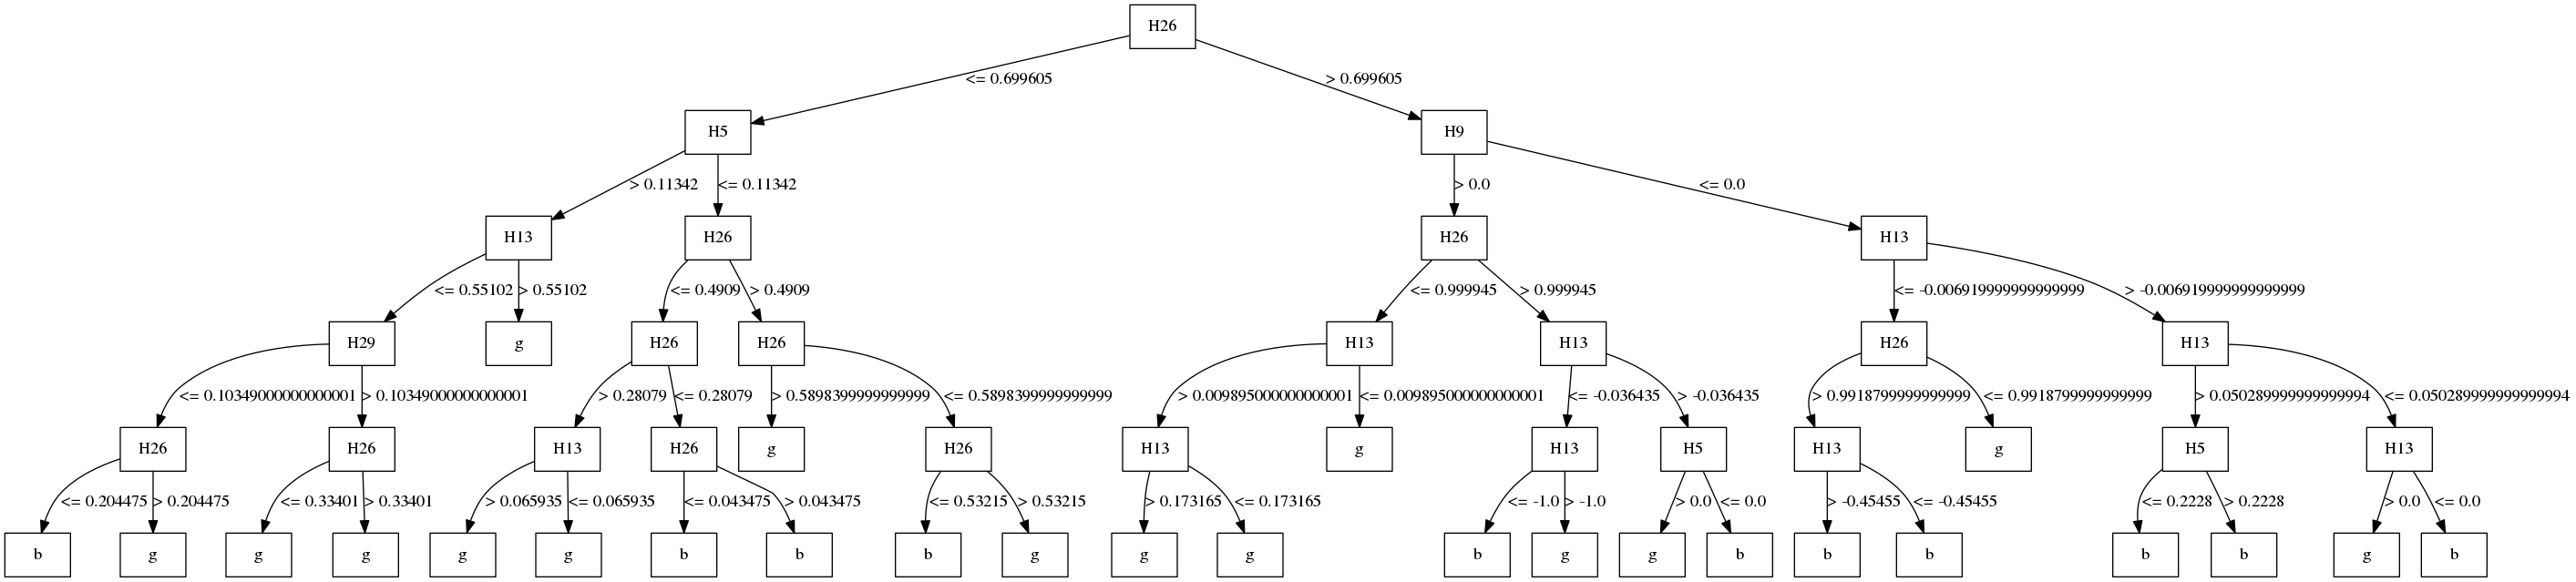 H26
<= 0.699605 > 0.699605
H5 H9
> 0.11342 <= 0.11342 > 0.0 <= 0.0
H13 H26 H26 H13
<= 0.55102 > 0.55102 <= 0.4909 > 0.4909 <= 0.999945 > 0.999945 <= -0.006919999999999999 > -0.006919999999999999
H29 g H26 H26 H13 H13 H26 H13
<= 0.10349000000000001 > 0.10349000000000001 > 0.28079 <= 0.28079 > 0.5898399999999999 <= 0.5898399999999999 > 0.009895000000000001 <= 0.009895000000000001 <= -0.036435 > -0.036435 > 0.9918799999999999 <= 0.9918799999999999 > 0.050289999999999994 <= 0.050289999999999994
H26 H26 H13 H26 g H26 H13 g H13 H5 H13 g H5 H13
<= 0.204475 > 0.204475 <= 0.33401 > 0.33401 > 0.065935 <= 0.065935 <= 0.043475 > 0.043475 <= 0.53215 > 0.53215 > 0.173165 <= 0.173165 <= -1.0 > -1.0 > 0.0 <= 0.0 > -0.45455 <= -0.45455 <= 0.2228 > 0.2228 > 0.0 <= 0.0
b g g g g g b b b g g g b g g b b b b b g b